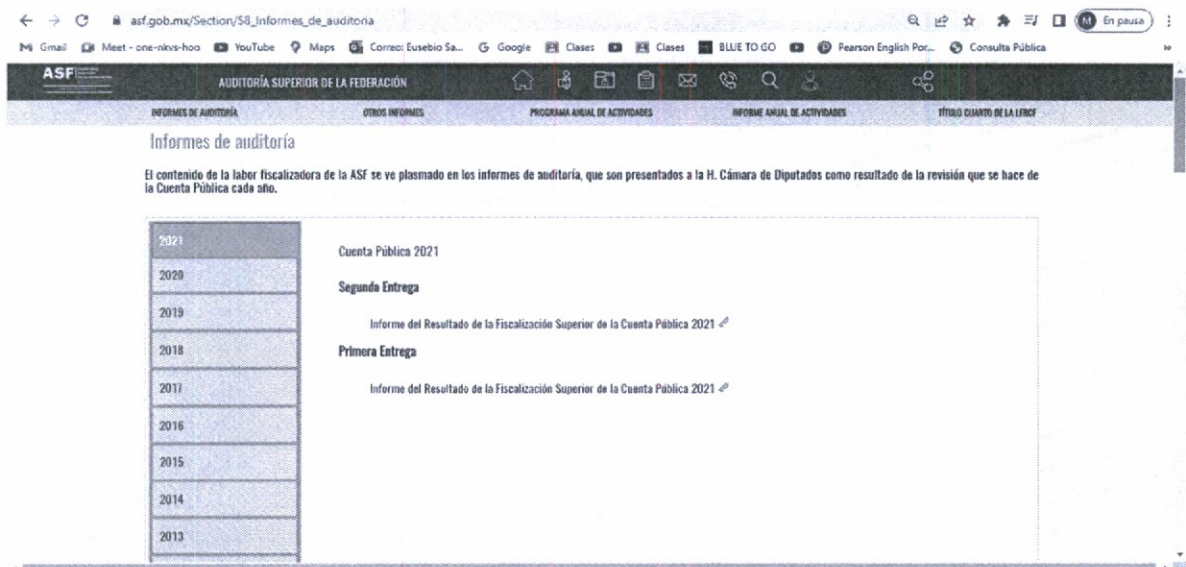 asf.gob.mx/Section/58_Informes_de_auditoria
M En pausa
Gmail Meet - one-nkvs-hoo YouTube Maps Correo: Eusebio Sa... Google Clases Clases BLUE TO GO Pearson English Por... Consulta Pública »
ASF AUDITORÍA SUPERIOR DE LA FEDERACIÓN
INFORMES DE AUDITORÍA OTROS INFORMES PROGRAMA ANUAL DE ACTIVIDADES INFORME ANUAL DE ACTIVIDADES TÍTULO CUARTO DE LA LFRCF
Informes de auditoría
El contenido de la labor fiscalizadora de la ASF se ve plasmado en los informes de auditoría, que son presentados a la H. Cámara de Diputados como resultado de la revisión que se hace de
la Cuenta Pública cada año.
2021
2020
2019
2018
2017
2016
2015
2014
2013
Cuenta Pública 2021
Segunda Entrega
Informe del Resultado de la Fiscalización Superior de la Cuenta Pública 2021
Primera Entrega
Informe del Resultado de la Fiscalización Superior de la Cuenta Pública 2021